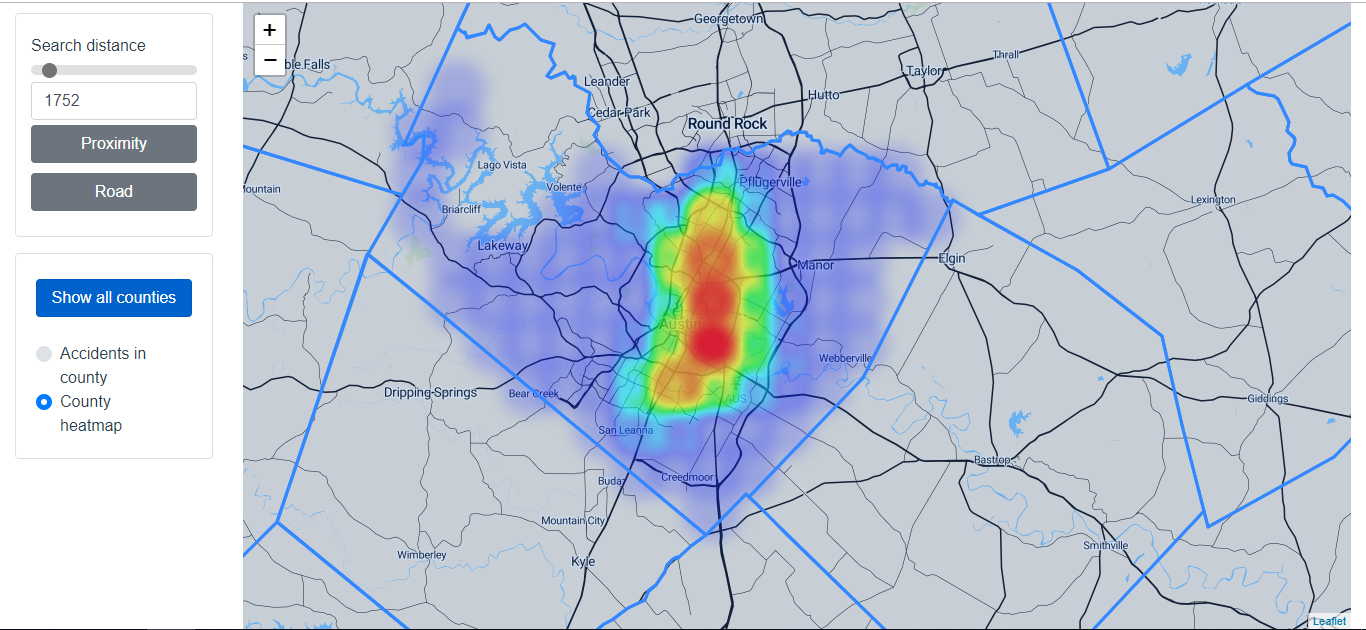 Search distance
1752
Proximity
Road
Show all counties
Accidents in
county
County
heatmap
+
−
Georgetown
ble Falls
Thrall
Taylor
Leander
Hutto
Cedar Park
Round Rock
Lago Vista
Pflugerville
Volente
Lexington
Briarcliff
Lakeway
Elgin
Manor
Austin
Webberville
Dripping Springs
Bear Creek
AUS
Giddings
San Leanna
Bastrop
Creedmoor
Buda
Mountain City
Smithville
Wimberley
Kyle
Leaflet